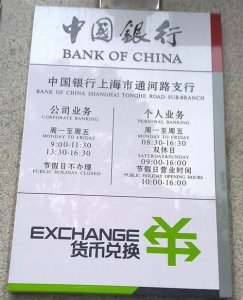 中国银行
BANK OF CHINA
中国银行上海市通河路支行
BANK OF CHINA SHANGHAI TONGHE ROAD SUB-BRANCH
公司业务
CORPORATE BANKING
周一至周五
MONDAY TO FRIDAY
9:00-11:30
13:30-16:30
节假日不办理
PUBLIC HOLIDAY CLOSED
个人业务
PERSONAL BANKING
周一至周五
MONDAY TO FRIDAY
08:30-16:30
双休日
SATURDAY&SUNDAY
09:00-16:00
节假日营业时间
PUBLIC HOLIDAY OPENING HOURS
10:00-16:00
EXCHANGE
货币兑换